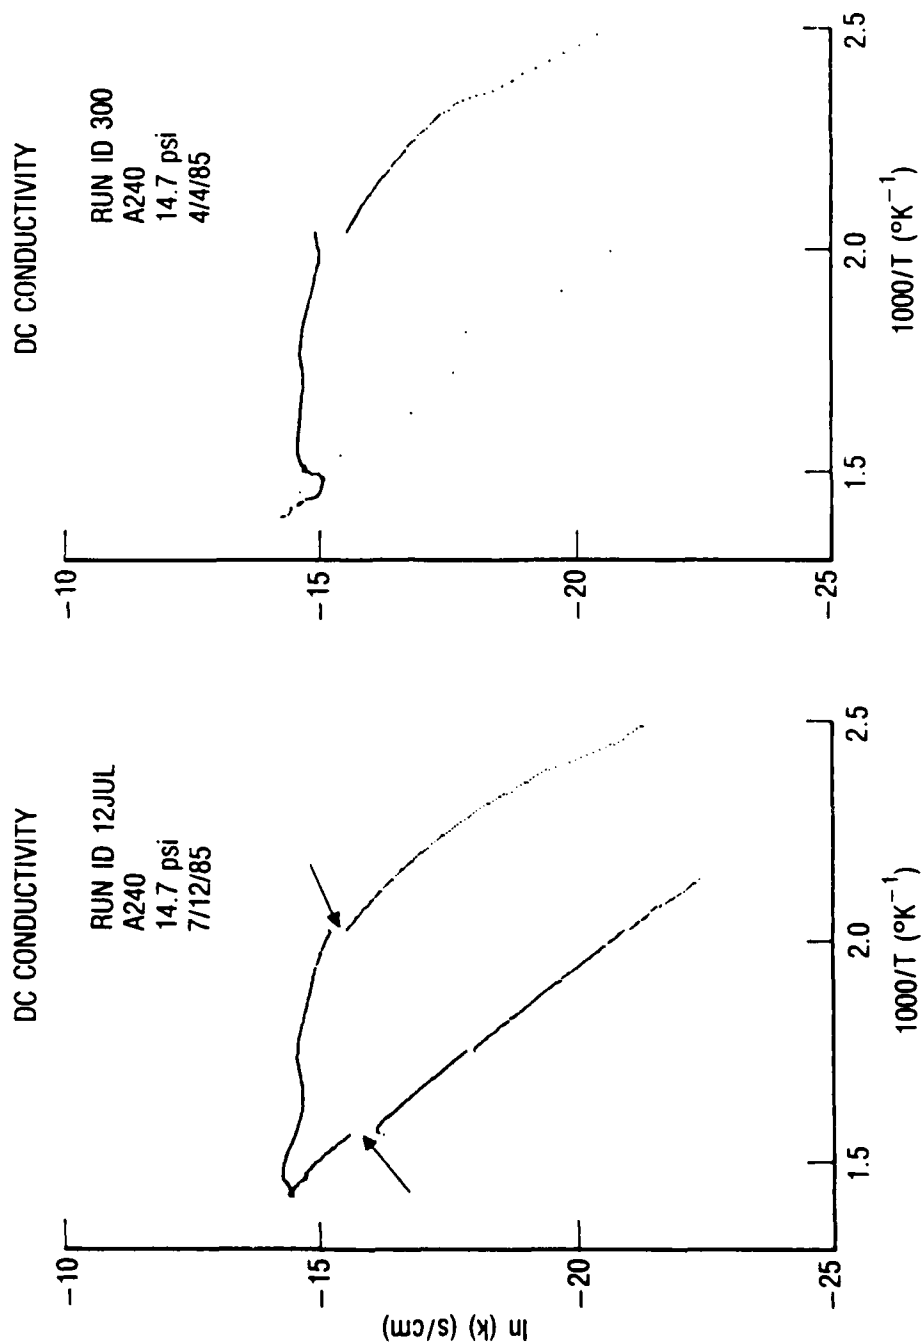 DC CONDUCTIVITY
RUN ID 12JUL
A240
14.7 psi
7/12/85
ln (k) (s/cm)
−10
−15
−20
−25
1.5
2.0
2.5
1000/T (°K⁻¹)
DC CONDUCTIVITY
RUN ID 300
A240
14.7 psi
4/4/85
−10
−15
−20
−25
1.5
2.0
2.5
1000/T (°K⁻¹)